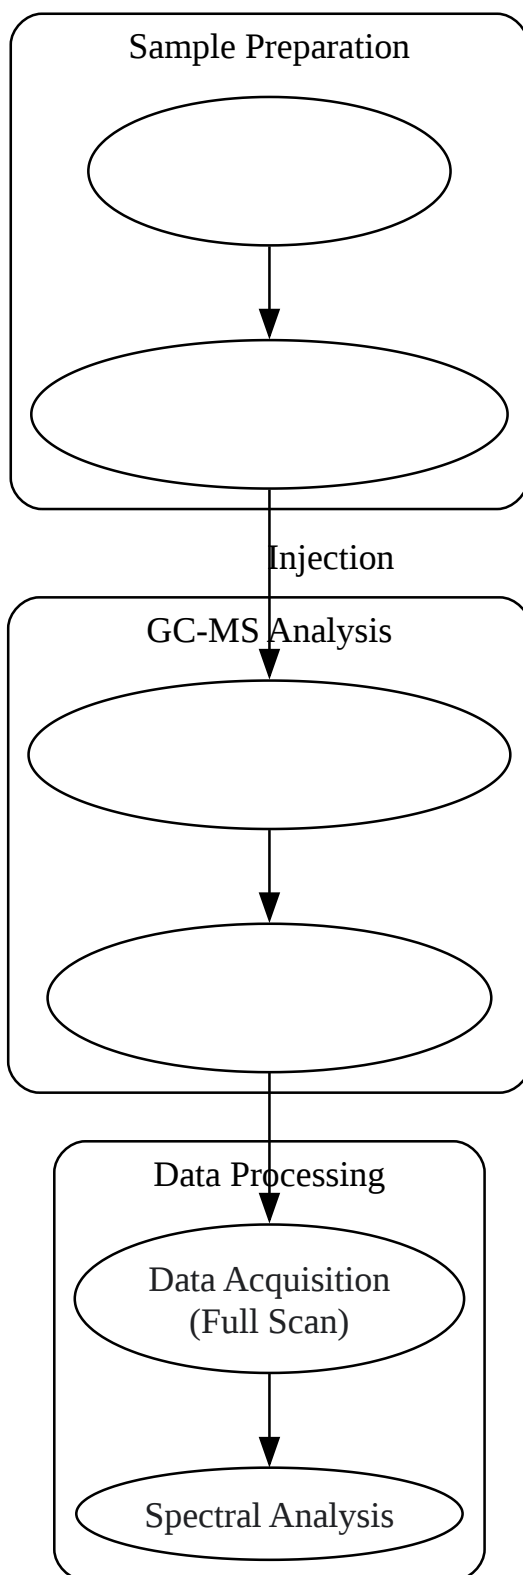 Sample Preparation
Injection
GC-MS Analysis
Data Processing
Data Acquisition
(Full Scan)
Spectral Analysis